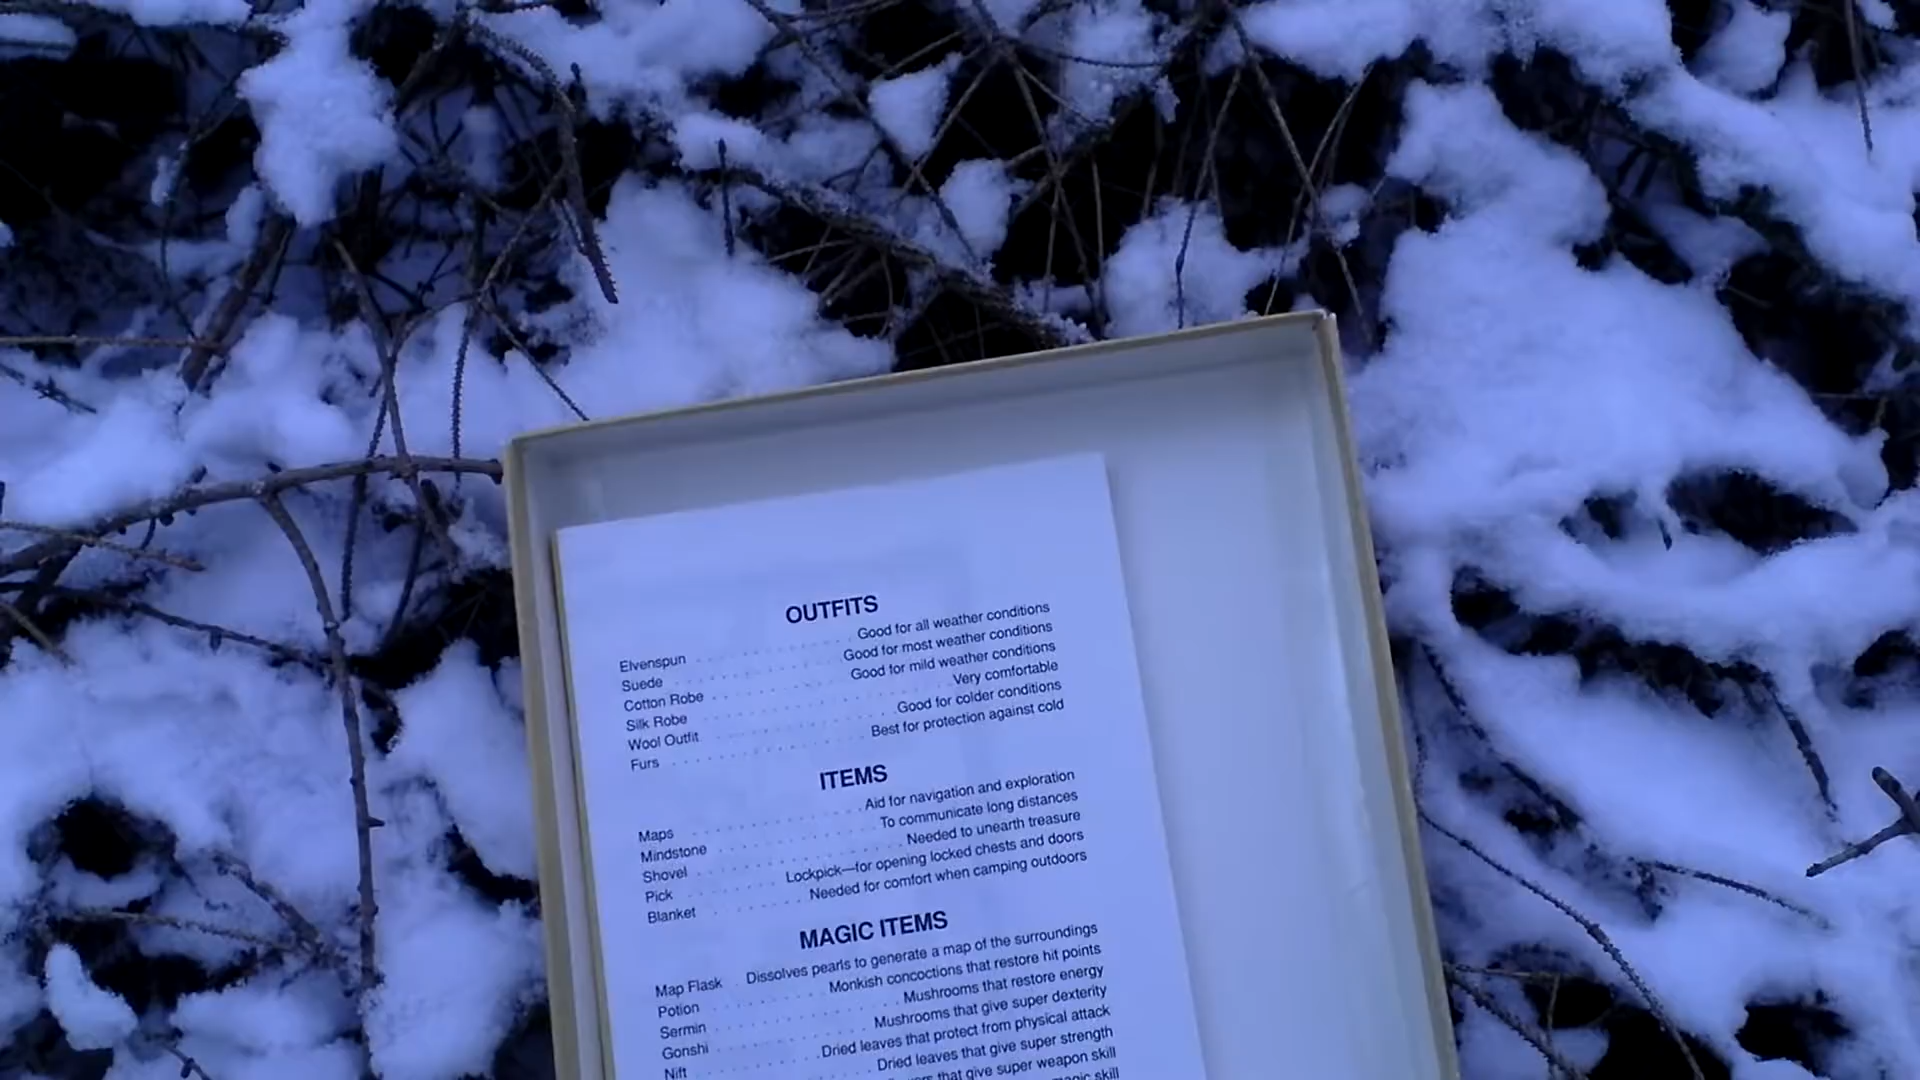 OUTFITS
Elvenspun . . . . . . . . . . . Good for all weather conditions
Suede . . . . . . . . . . . Good for most weather conditions
Cotton Robe . . . . . . . . . . Good for mild weather conditions
Silk Robe . . . . . . . . . . . . . . . . . Very comfortable
Wool Outfit . . . . . . . . . . . Good for colder conditions
Furs . . . . . . . . . . . Best for protection against cold
ITEMS
Maps . . . . . . . . . . . Aid for navigation and exploration
Mindstone . . . . . . . . . . To communicate long distances
Shovel . . . . . . . . . . . . . Needed to unearth treasure
Pick . . . . . . . Lockpick—for opening locked chests and doors
Blanket . . . . . . Needed for comfort when camping outdoors
MAGIC ITEMS
Map Flask . Dissolves pearls to generate a map of the surroundings
Potion . . . . . . . . Monkish concoctions that restore hit points
Sermin . . . . . . . . . . . . Mushrooms that restore energy
Gonshi . . . . . . . . . . Mushrooms that give super dexterity
Nift . . . . . . . . Dried leaves that protect from physical attack
Dried leaves that give super strength
that give super weapon skill
skill